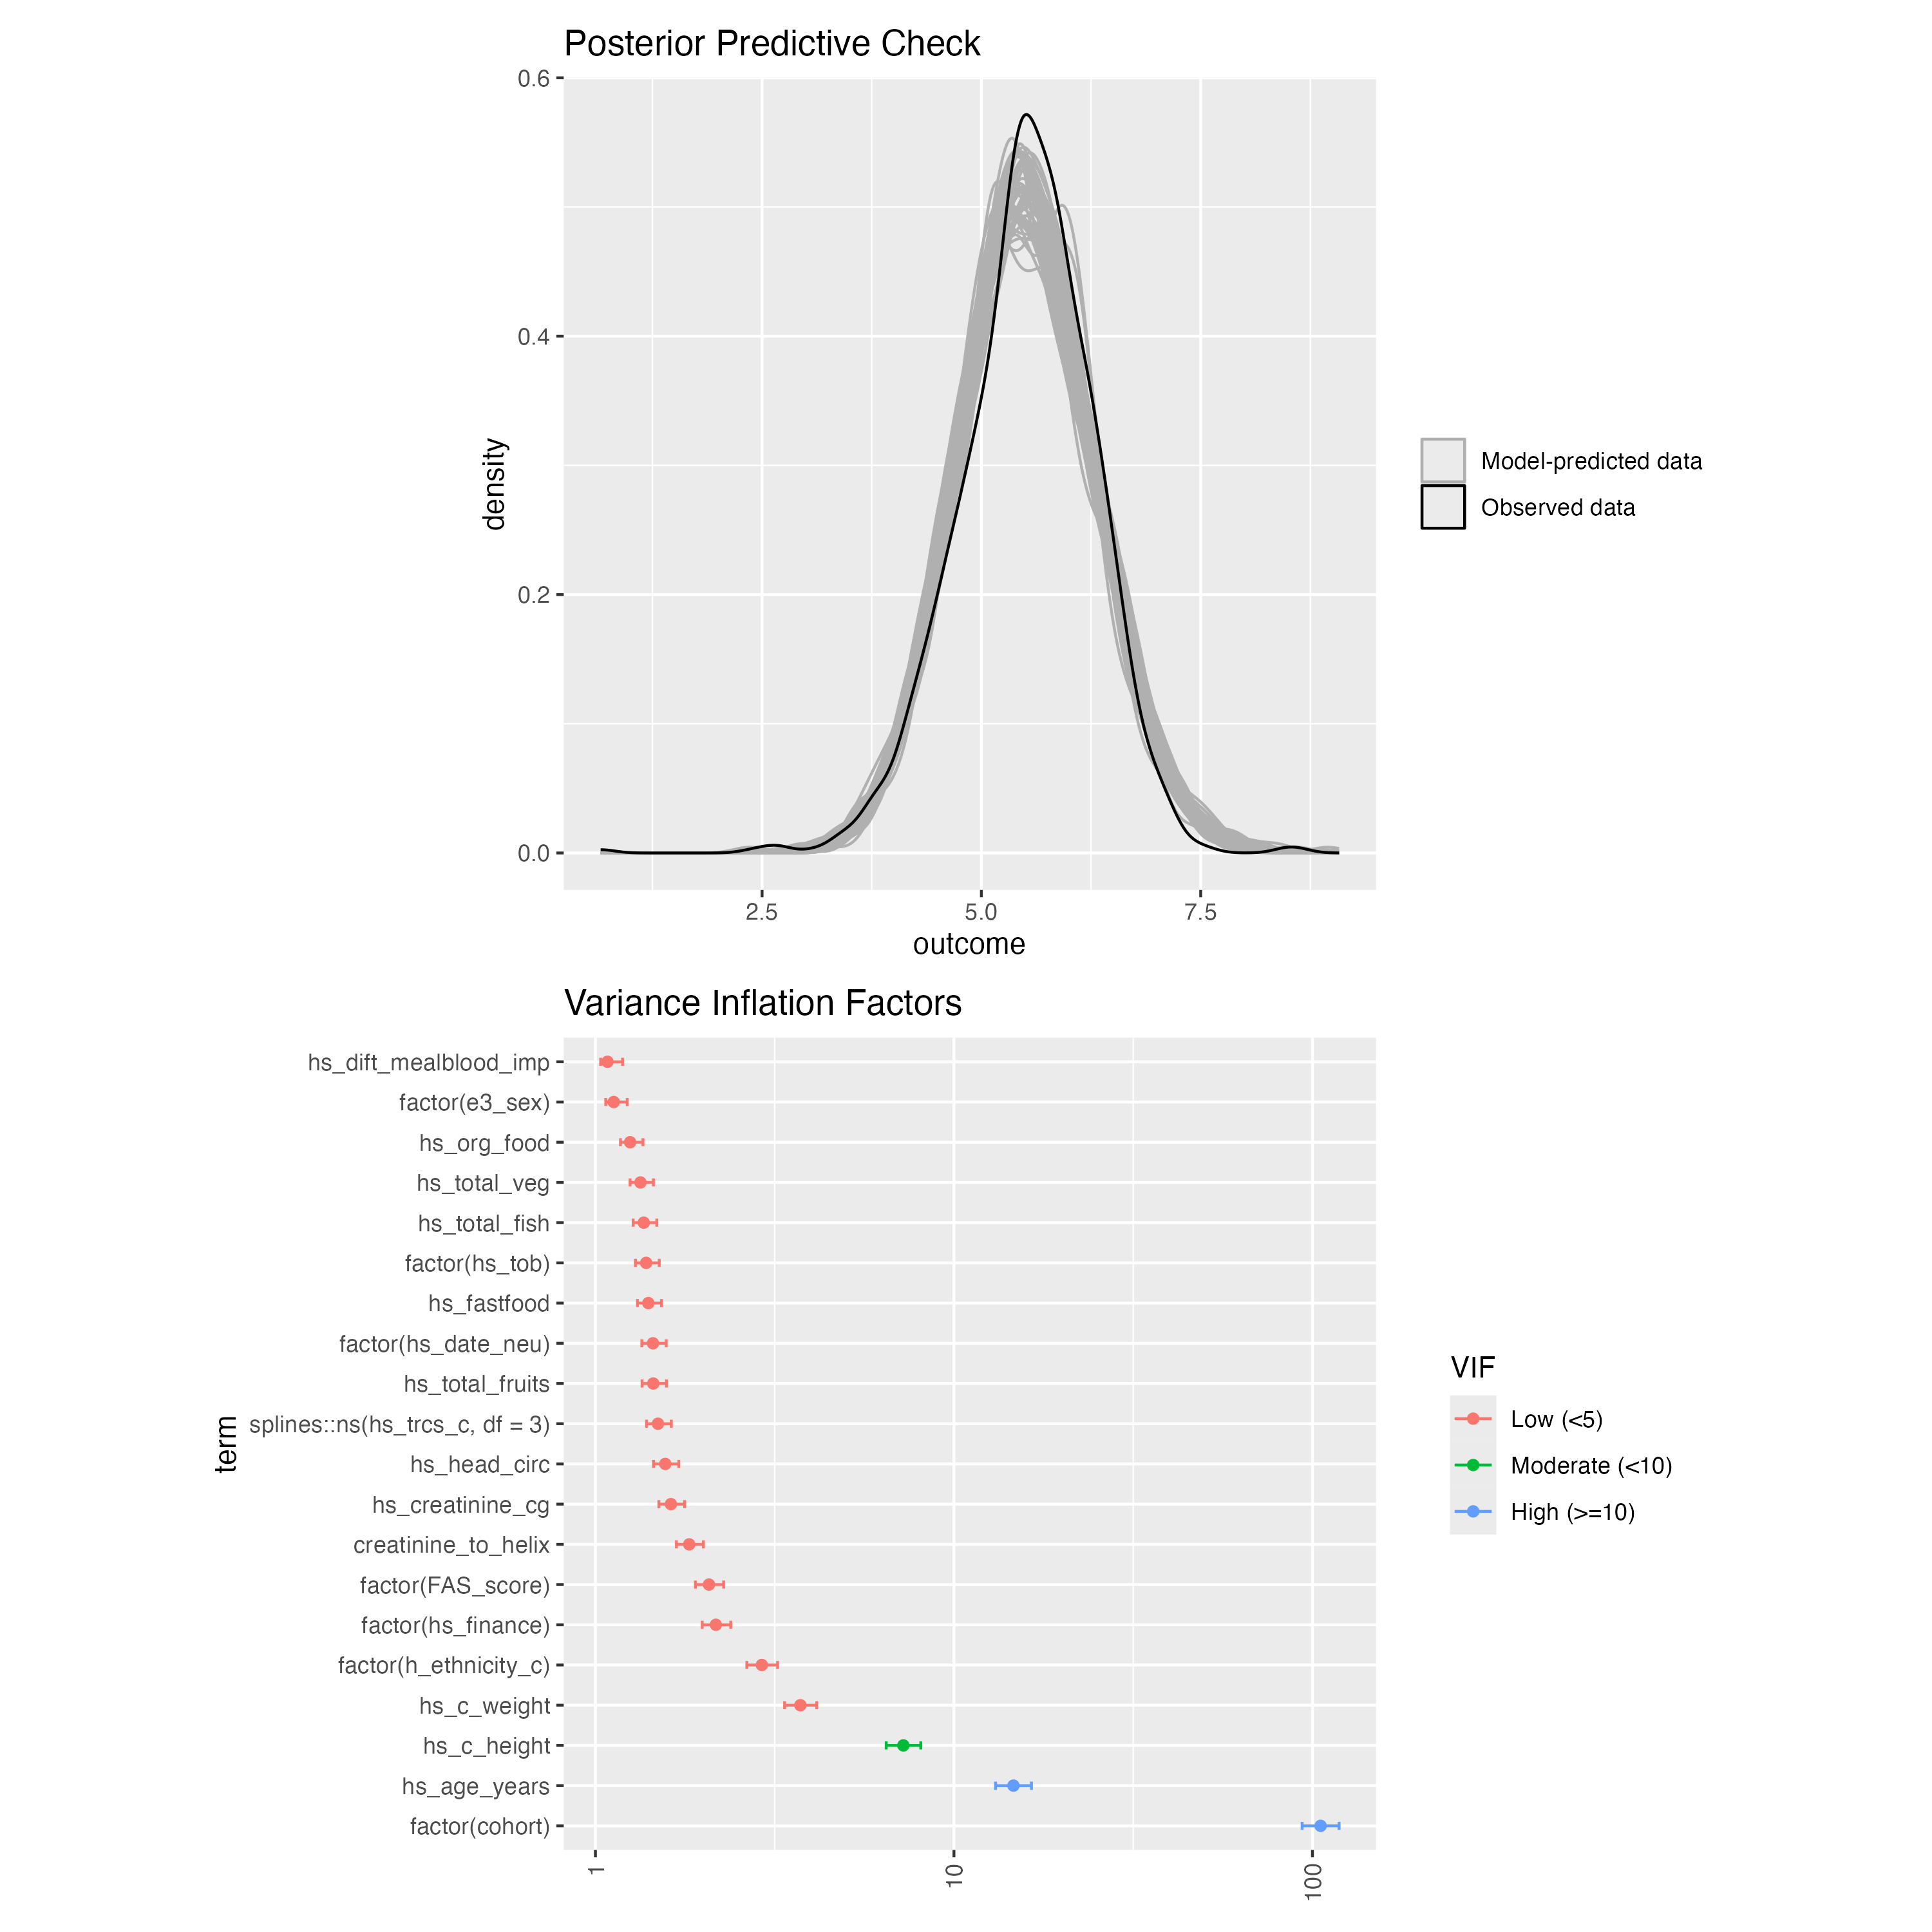 Posterior Predictive Check
0.6
0.4
0.2
0.0
density
2.5
5.0
7.5
outcome
Model-predicted data
Observed data
Variance Inflation Factors
term
hs_dift_mealblood_imp
factor(e3_sex)
hs_org_food
hs_total_veg
hs_total_fish
factor(hs_tob)
hs_fastfood
factor(hs_date_neu)
hs_total_fruits
splines::ns(hs_trcs_c, df = 3)
hs_head_circ
hs_creatinine_cg
creatinine_to_helix
factor(FAS_score)
factor(hs_finance)
factor(h_ethnicity_c)
hs_c_weight
hs_c_height
hs_age_years
factor(cohort)
1
10
100
VIF
Low (<5)
Moderate (<10)
High (>=10)